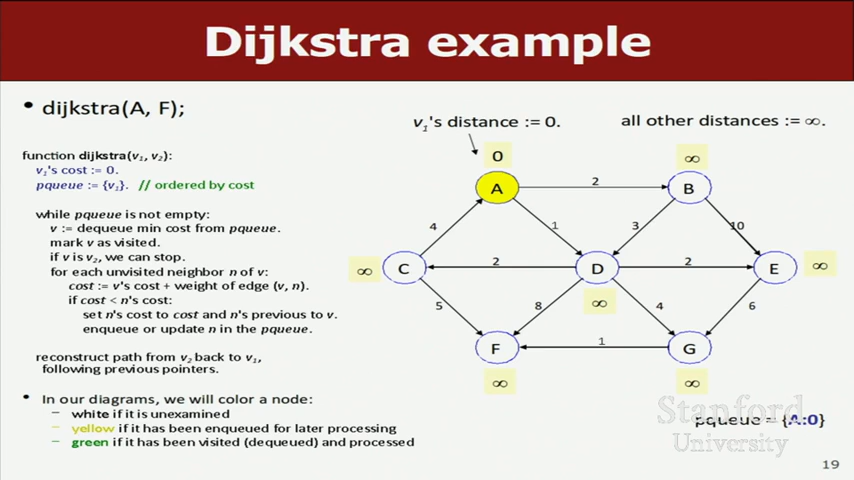 Dijkstra example
• dijkstra(A, F);
v₁'s distance := 0.
all other distances := ∞.
function dijkstra(v₁, v₂):
v₁'s cost := 0.
pqueue := {v₁}. // ordered by cost
while pqueue is not empty:
v := dequeue min cost from pqueue.
mark v as visited.
if v is v₂, we can stop.
for each unvisited neighbor n of v:
cost := v's cost + weight of edge (v, n).
if cost < n's cost:
set n's cost to cost and n's previous to v.
enqueue or update n in the pqueue.
reconstruct path from v₂ back to v₁,
following previous pointers.
• In our diagrams, we will color a node:
– white if it is unexamined
– yellow if it has been enqueued for later processing
– green if it has been visited (dequeued) and processed
0
∞
A
2
B
4
1
3
10
∞
C
2
D
2
E
∞
∞
5
8
4
6
F
1
G
∞
∞
Stanford
University
pqueue = {A:0}
19